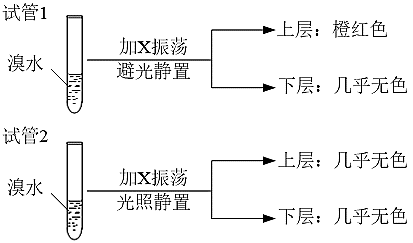 试管1
溴水
加X振荡
避光静置
上层：橙红色
下层：几乎无色
试管2
溴水
加X振荡
光照静置
上层：几乎无色
下层：几乎无色